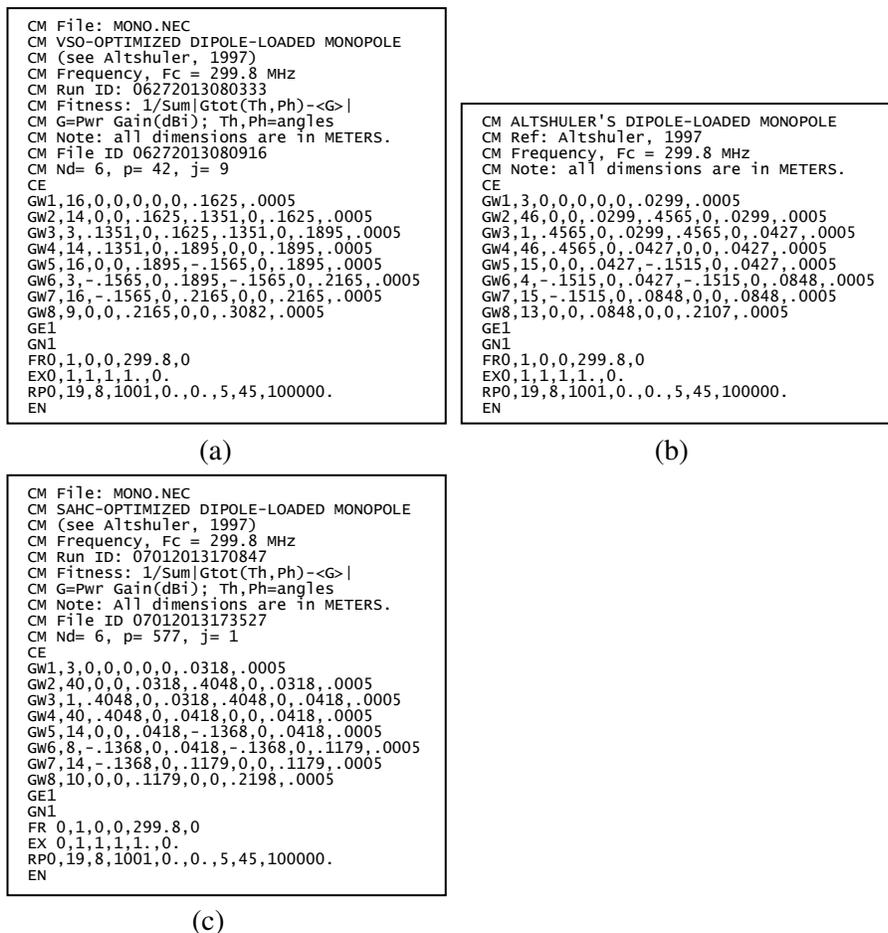 CM File: MONO.NEC
CM VSO-OPTIMIZED DIPOLE-LOADED MONOPOLE
CM (see Altshuler, 1997)
CM Frequency, Fc = 299.8 MHz
CM Run ID: 06272013080333
CM Fitness: 1/Sum|Gtot(Th,Ph)-<G>|
CM G=Pwr Gain(dBi); Th,Ph=angles
CM Note: all dimensions are in METERS.
CM File ID 06272013080916
CM Nd= 6, p= 42, j= 9
CE
GW1,16,0,0,0,0,0,.1625,.0005
GW2,14,0,0,.1625,.1351,0,.1625,.0005
GW3,3,.1351,0,.1625,.1351,0,.1895,.0005
GW4,14,.1351,0,.1895,0,0,.1895,.0005
GW5,16,0,0,.1895,-.1565,0,.1895,.0005
GW6,3,-.1565,0,.1895,-.1565,0,.2165,.0005
GW7,16,-.1565,0,.2165,0,0,.2165,.0005
GW8,9,0,0,.2165,0,0,.3082,.0005
GE1
GN1
FR0,1,0,0,299.8,0
EX0,1,1,1,1.,0.
RP0,19,8,1001,0.,0.,5,45,100000.
EN
(a)
CM ALTSHULER'S DIPOLE-LOADED MONOPOLE
CM Ref: Altshuler, 1997
CM Frequency, Fc = 299.8 MHz
CM Note: all dimensions are in METERS.
CE
GW1,3,0,0,0,0,0,.0299,.0005
GW2,46,0,0,.0299,.4565,0,.0299,.0005
GW3,1,.4565,0,.0299,.4565,0,.0427,.0005
GW4,46,.4565,0,.0427,0,0,.0427,.0005
GW5,15,0,0,.0427,-.1515,0,.0427,.0005
GW6,4,-.1515,0,.0427,-.1515,0,.0848,.0005
GW7,15,-.1515,0,.0848,0,0,.0848,.0005
GW8,13,0,0,.0848,0,0,.2107,.0005
GE1
GN1
FR0,1,0,0,299.8,0
EX0,1,1,1,1.,0.
RP0,19,8,1001,0.,0.,5,45,100000.
EN
(b)
CM File: MONO.NEC
CM SAHC-OPTIMIZED DIPOLE-LOADED MONOPOLE
CM (see Altshuler, 1997)
CM Frequency, Fc = 299.8 MHz
CM Run ID: 07012013170847
CM Fitness: 1/Sum|Gtot(Th,Ph)-<G>|
CM G=Pwr Gain(dBi); Th,Ph=angles
CM Note: All dimensions are in METERS.
CM File ID 07012013173527
CM Nd= 6, p= 577, j= 1
CE
GW1,3,0,0,0,0,0,.0318,.0005
GW2,40,0,0,.0318,.4048,0,.0318,.0005
GW3,1,.4048,0,.0318,.4048,0,.0418,.0005
GW4,40,.4048,0,.0418,0,0,.0418,.0005
GW5,14,0,0,.0418,-.1368,0,.0418,.0005
GW6,8,-.1368,0,.0418,-.1368,0,.1179,.0005
GW7,14,-.1368,0,.1179,0,0,.1179,.0005
GW8,10,0,0,.1179,0,0,.2198,.0005
GE1
GN1
FR 0,1,0,0,299.8,0
EX 0,1,1,1,1.,0.
RP0,19,8,1001,0.,0.,5,45,100000.
EN
(c)